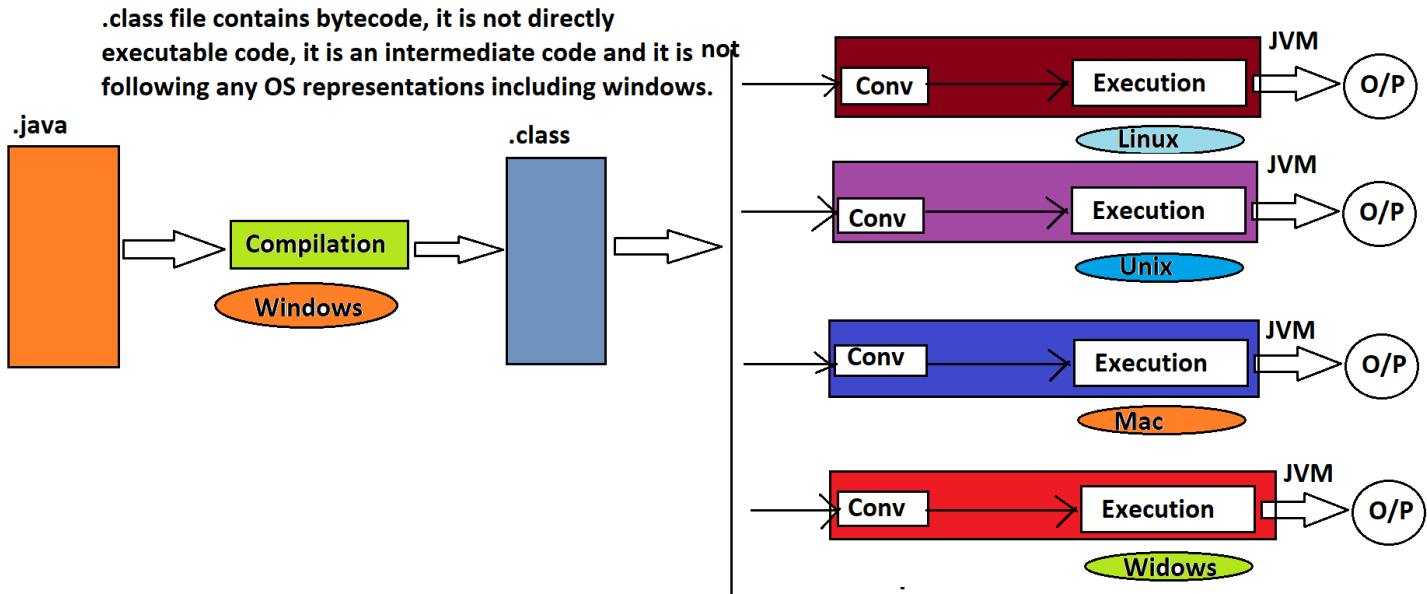 .class file contains bytecode, it is not directly
executable code, it is an intermediate code and it is not
following any OS representations including windows.
.java
Compilation
Windows
.class
JVM
Conv
Execution
O/P
Linux
JVM
Conv
Execution
O/P
Unix
JVM
Conv
Execution
O/P
Mac
JVM
Conv
Execution
O/P
Widows